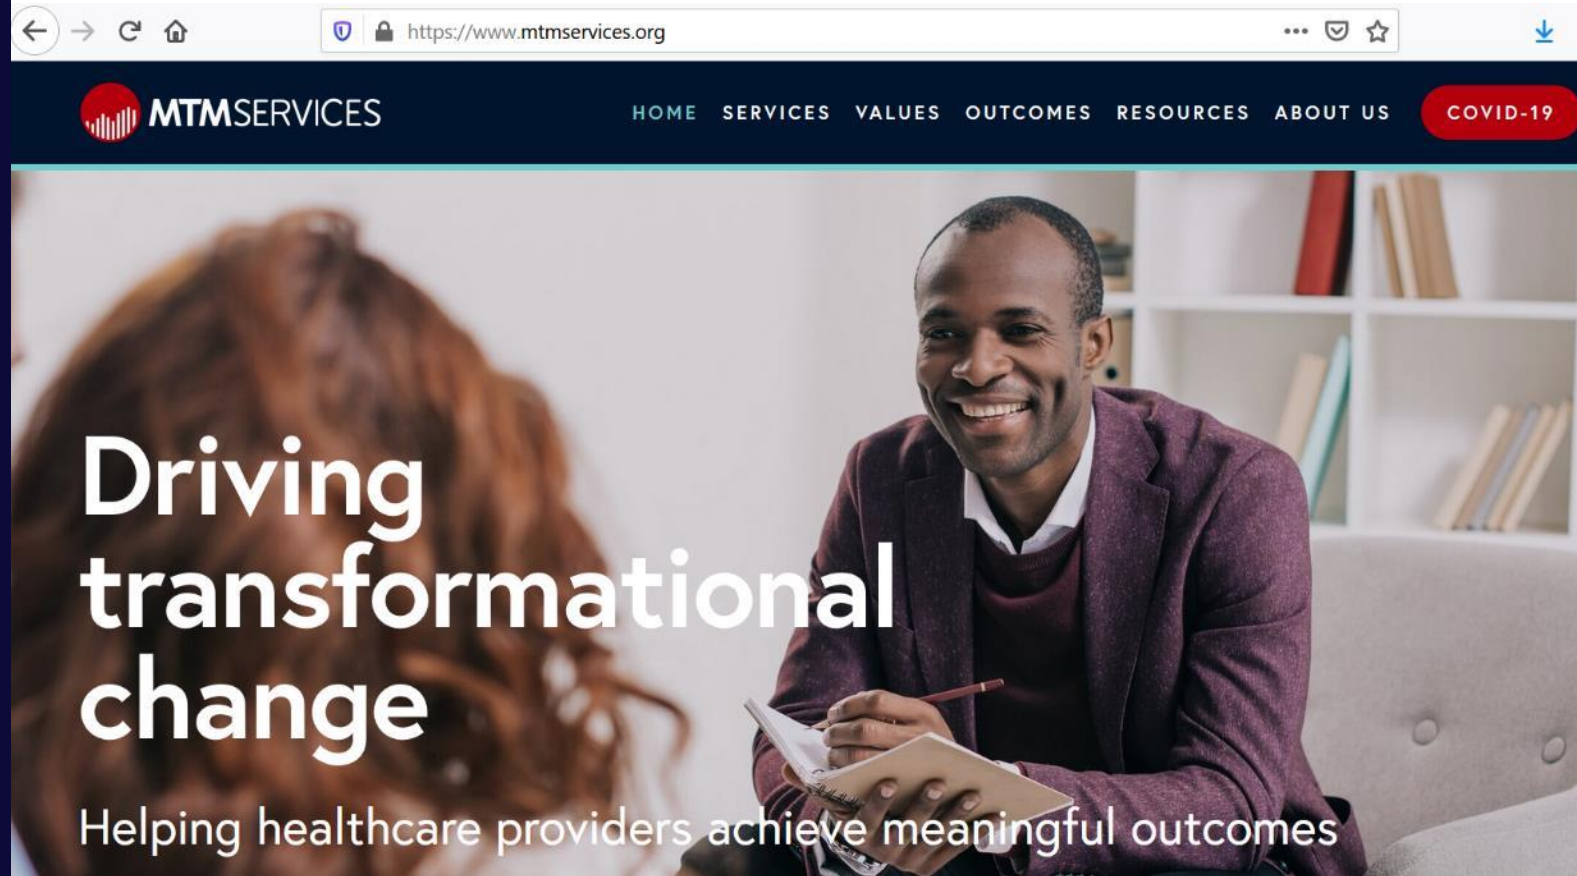 https://www.mtmservices.org
MTMSERVICES
HOME SERVICES VALUES OUTCOMES RESOURCES ABOUT US COVID-19
Driving
transformational
change
Helping healthcare providers achieve meaningful outcomes